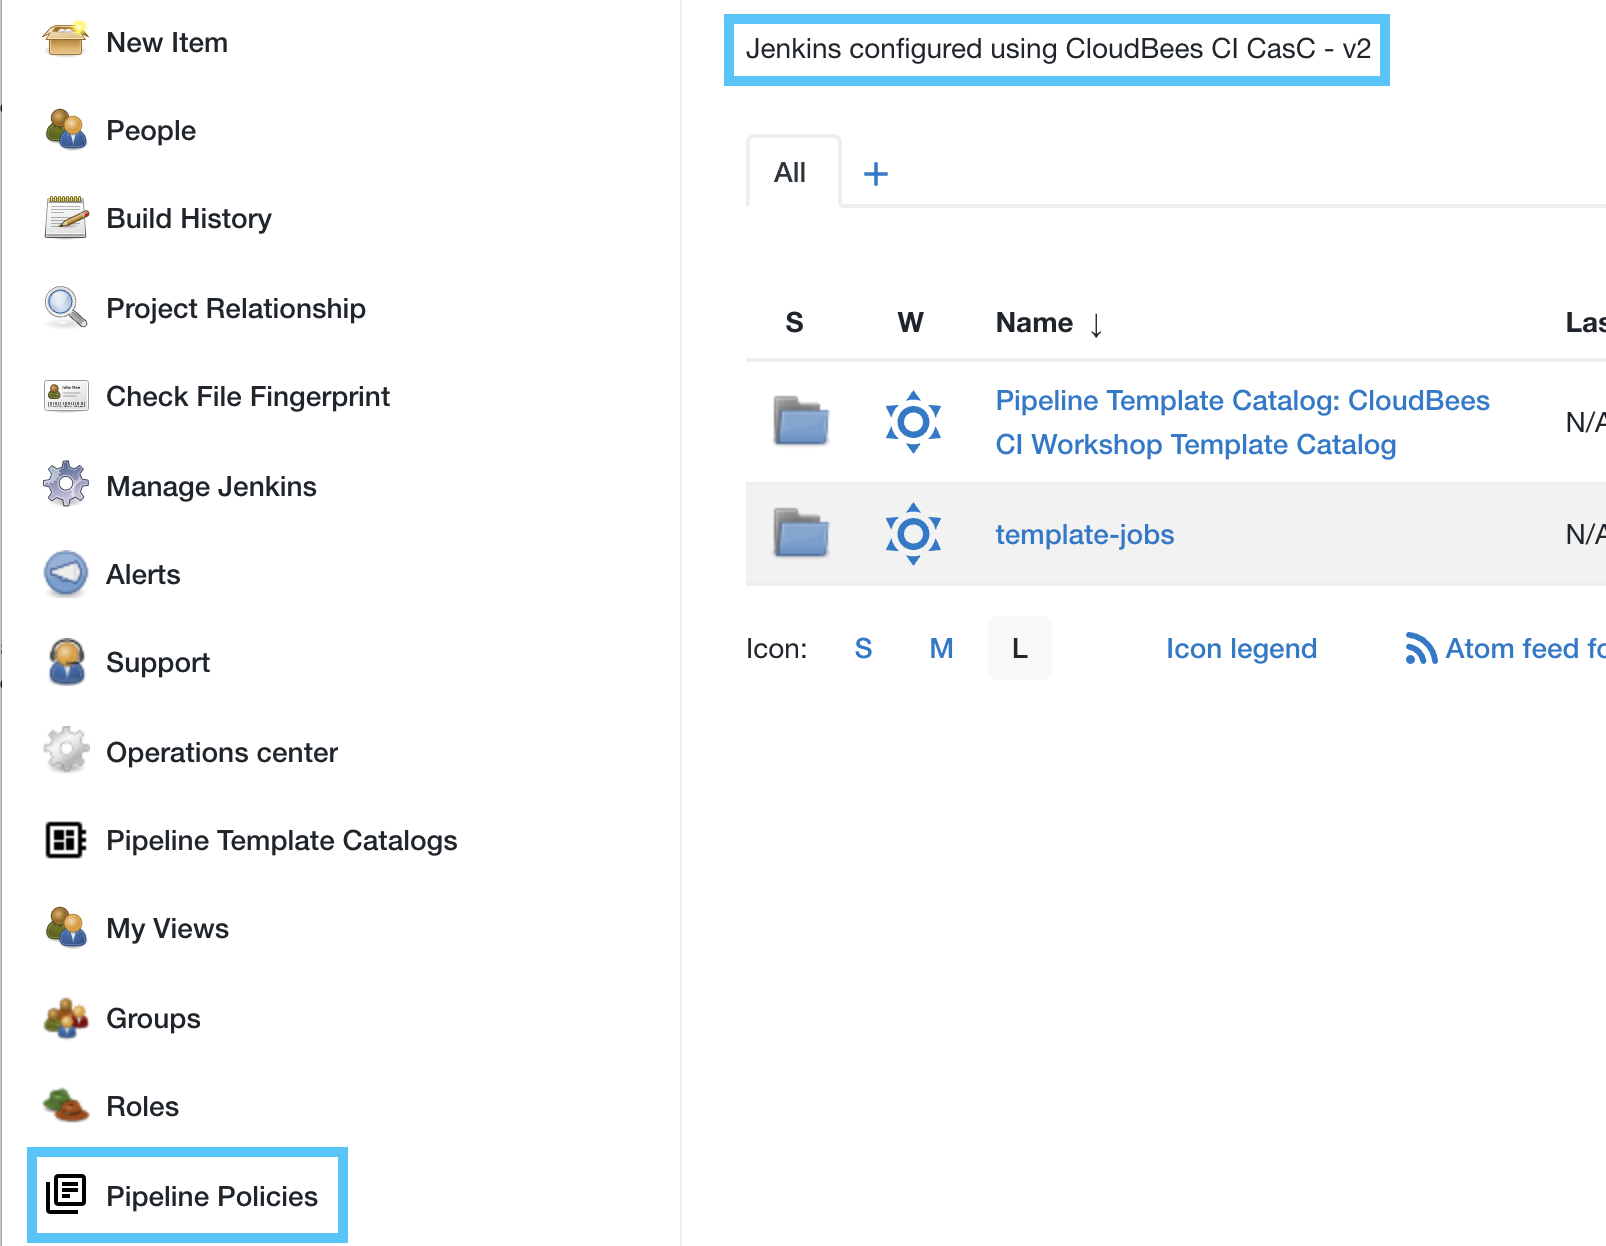 New Item
People
Build History
Project Relationship
Check File Fingerprint
Manage Jenkins
Alerts
Support
Operations center
Pipeline Template Catalogs
My Views
Groups
Roles
Pipeline Policies
Jenkins configured using CloudBees CI CasC - v2
All +
S W Name ↓ Las
Pipeline Template Catalog: CloudBees
CI Workshop Template Catalog
N/A
template-jobs N/A
Icon: S M L Icon legend Atom feed fo